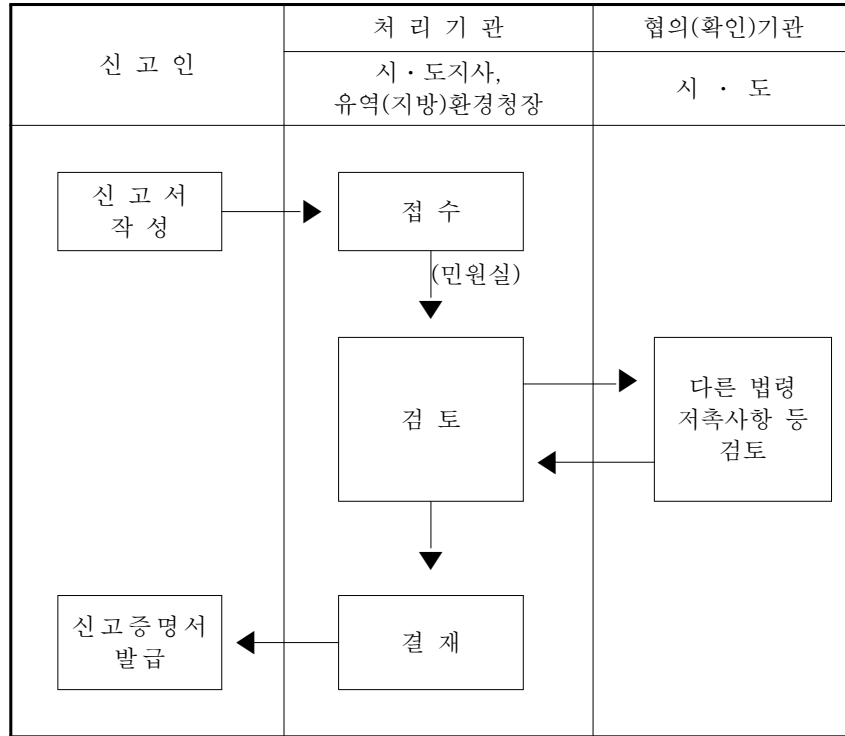 신 고 인
처 리 기 관
협의(확인)기관
시 · 도지사,
유역(지방)환경청장
시 · 도
신 고 서
작 성
접 수
(민원실)
검 토
다른 법령
저촉사항 등
검토
신고증명서
발급
결 재